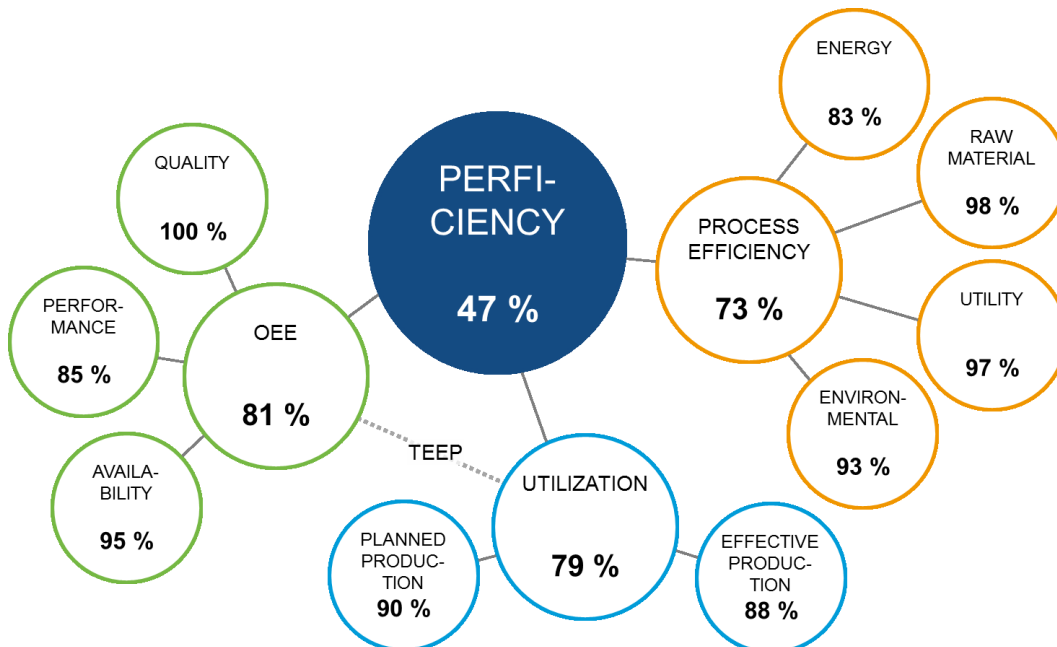 PERFI-
CIENCY
47 %
QUALITY
100 %
PERFOR-
MANCE
85 %
AVAILA-
BILITY
95 %
OEE
81 %
TEEP
UTILIZATION
79 %
PLANNED
PRODUC-
TION
90 %
EFFECTIVE
PRODUC-
TION
88 %
PROCESS
EFFICIENCY
73 %
ENERGY
83 %
RAW
MATERIAL
98 %
UTILITY
97 %
ENVIRON-
MENTAL
93 %